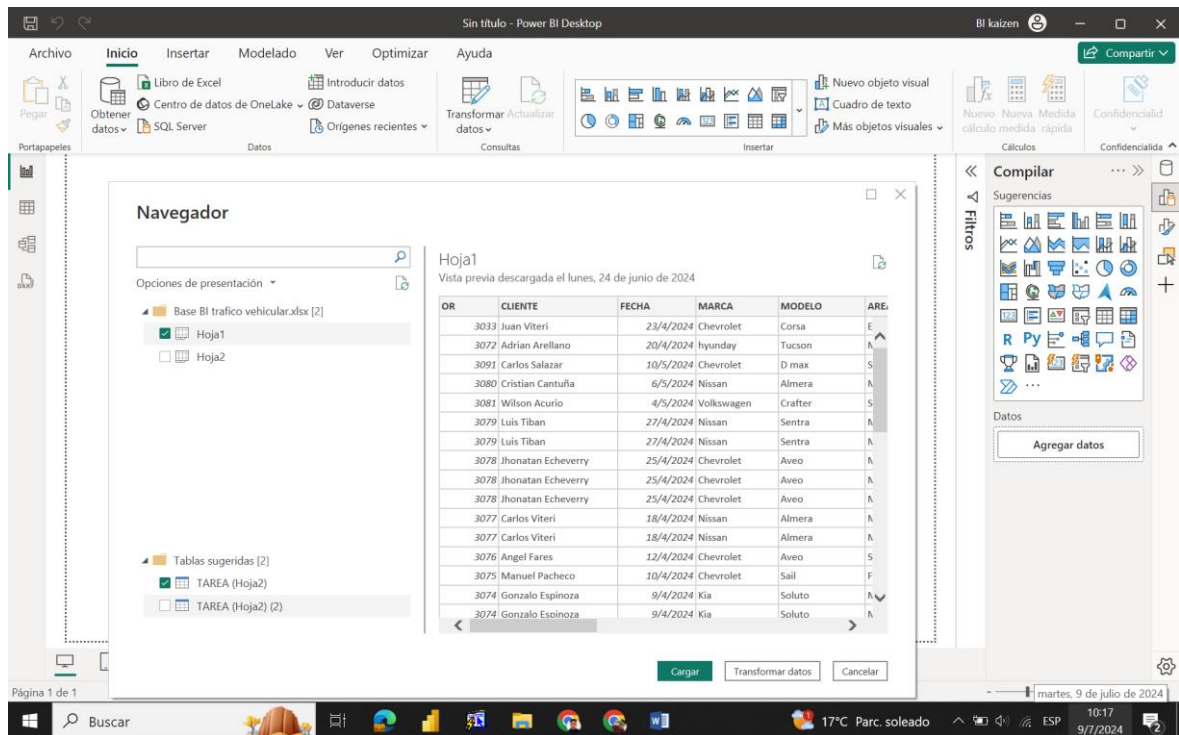 Sin título - Power BI Desktop
BI kaizen
Archivo Inicio Insertar Modelado Ver Optimizar Ayuda
Compartir
Pegar
Portapapeles
Obtener datos
Libro de Excel
Centro de datos de OneLake
SQL Server
Introducir datos
Dataverse
Orígenes recientes
Datos
Transformar datos
Actualizar
Consultas
Nuevo objeto visual
Cuadro de texto
Más objetos visuales
Insertar
Nuevo cálculo
Nueva medida
Medida rápida
Cálculos
Confidencialid
Confidencialida
Navegador
Opciones de presentación
Base BI trafico vehicular.xlsx [2]
Hoja1
Hoja2
Tablas sugeridas [2]
TAREA (Hoja2)
TAREA (Hoja2) (2)
Hoja1
Vista previa descargada el lunes, 24 de junio de 2024
OR CLIENTE FECHA MARCA MODELO AREA
3033 Juan Viteri 23/4/2024 Chevrolet Corsa E
3072 Adrian Arellano 20/4/2024 hyunday Tucson
3091 Carlos Salazar 10/5/2024 Chevrolet D max S
3080 Cristian Cantuña 6/5/2024 Nissan Almera M
3081 Wilson Acurio 4/5/2024 Volkswagen Crafter S
3079 Luis Tiban 27/4/2024 Nissan Sentra M
3079 Luis Tiban 27/4/2024 Nissan Sentra M
3078 Jhonatan Echeverry 25/4/2024 Chevrolet Aveo M
3078 Jhonatan Echeverry 25/4/2024 Chevrolet Aveo M
3078 Jhonatan Echeverry 25/4/2024 Chevrolet Aveo M
3077 Carlos Viteri 18/4/2024 Nissan Almera M
3077 Carlos Viteri 18/4/2024 Nissan Almera M
3076 Angel Fares 12/4/2024 Chevrolet Aveo S
3075 Manuel Pacheco 10/4/2024 Chevrolet Sail F
3074 Gonzalo Espinoza 9/4/2024 Kia Soluto
3074 Gonzalo Espinoza 9/4/2024 Kia Soluto M
Cargar Transformar datos Cancelar
Filtros
Compilar
Sugerencias
R Py
123
Datos
Agregar datos
Página 1 de 1
martes, 9 de julio de 2024
Buscar
17°C Parc. soleado
ESP
10:17
9/7/2024
2